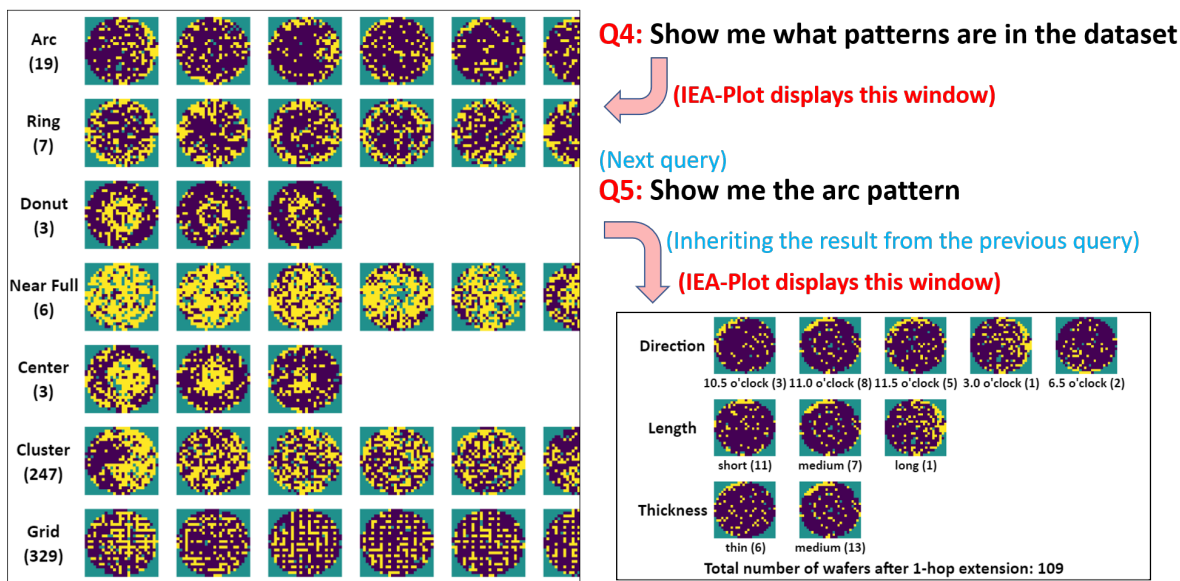 Arc
(19)
Ring
(7)
Donut
(3)
Near Full
(6)
Center
(3)
Cluster
(247)
Grid
(329)
Q4: Show me what patterns are in the dataset
(IEA-Plot displays this window)
(Next query)
Q5: Show me the arc pattern
(Inheriting the result from the previous query)
(IEA-Plot displays this window)
Direction
10.5 o'clock (3) 11.0 o'clock (8) 11.5 o'clock (5) 3.0 o'clock (1) 6.5 o'clock (2)
Length
short (11) medium (7) long (1)
Thickness
thin (6) medium (13)
Total number of wafers after 1-hop extension: 109